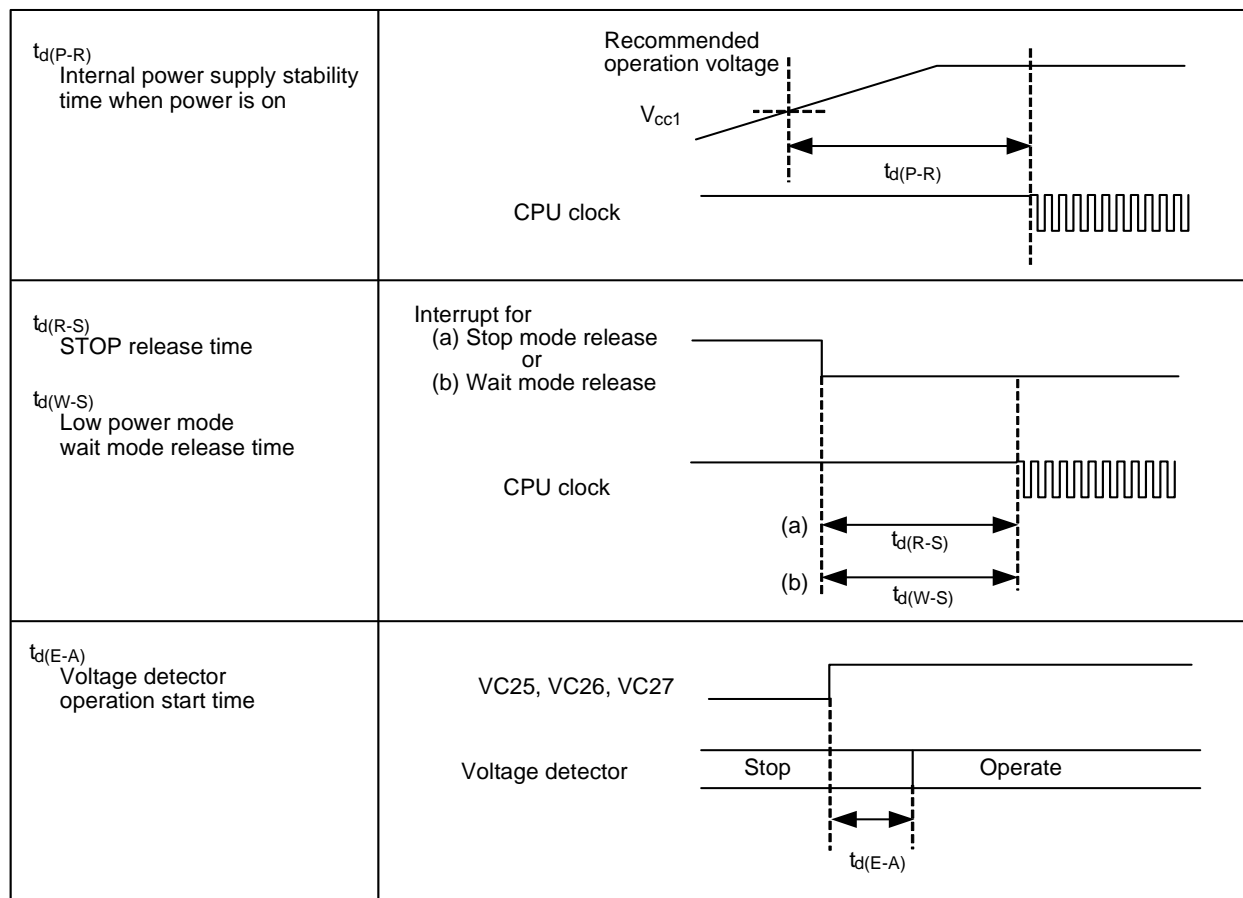 td(P-R)
Internal power supply stability
time when power is on
Recommended
operation voltage
Vcc1
td(P-R)
CPU clock
td(R-S)
STOP release time
td(W-S)
Low power mode
wait mode release time
Interrupt for
(a) Stop mode release
or
(b) Wait mode release
CPU clock
(a)
td(R-S)
(b)
td(W-S)
td(E-A)
Voltage detector
operation start time
VC25, VC26, VC27
Voltage detector
Stop
Operate
td(E-A)